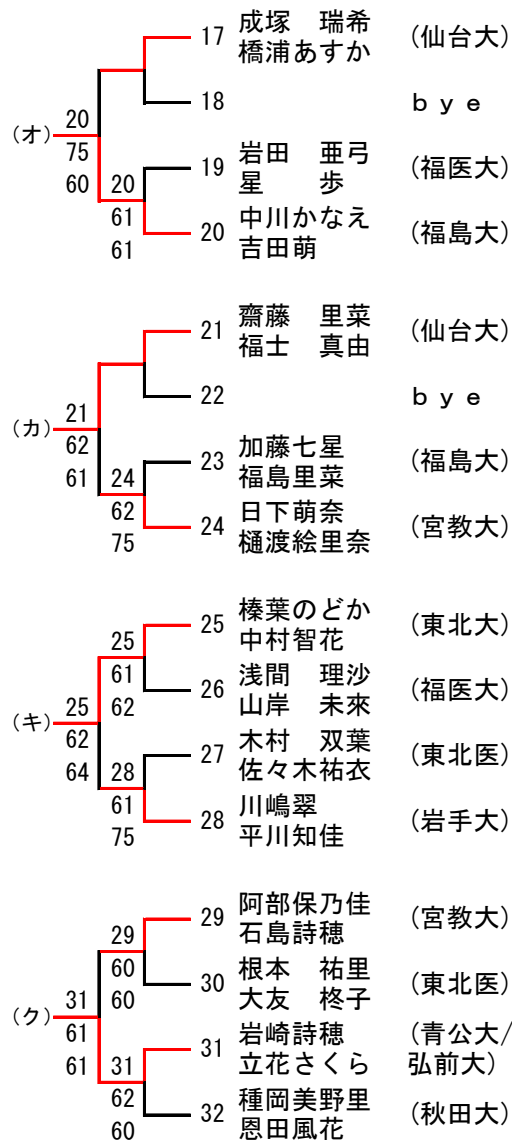 17 成塚　瑞希 (仙台大)
橋浦あすか
18 ｂｙｅ
(オ) 20
75
60
20
61
61
19 岩田　亜弓 (福医大)
星　　歩
20 中川かなえ (福島大)
吉田萌
21 齋藤　里菜 (仙台大)
福士　真由
22 ｂｙｅ
(カ) 21
62
61
24
62
75
23 加藤七星 (福島大)
福島里菜
24 日下萌奈 (宮教大)
樋渡絵里奈
25 榛葉のどか (東北大)
中村智花
25
61
62
26 浅間　理沙 (福医大)
山岸　未來
(キ) 25
62
64
27 木村　双葉 (東北医)
佐々木祐衣
28
61
75
28 川嶋翠 (岩手大)
平川知佳
29 阿部保乃佳 (宮教大)
石島詩穂
29
60
60
30 根本　祐里 (東北医)
大友　柊子
(ク) 31
61
61
31 岩崎詩穂 (青公大/
立花さくら 弘前大)
31
62
60
32 種岡美野里 (秋田大)
恩田風花